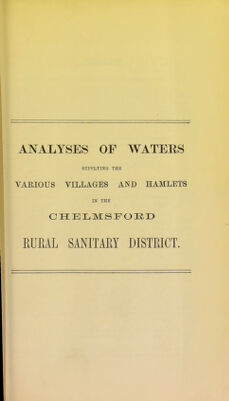 ANALYSES OF WATERS
SUPPLYING THE
VARIOUS VILLAGES AND HAMLETS
IN THE
CHELMSFORD
RURAL SANITARY DISTRICT.